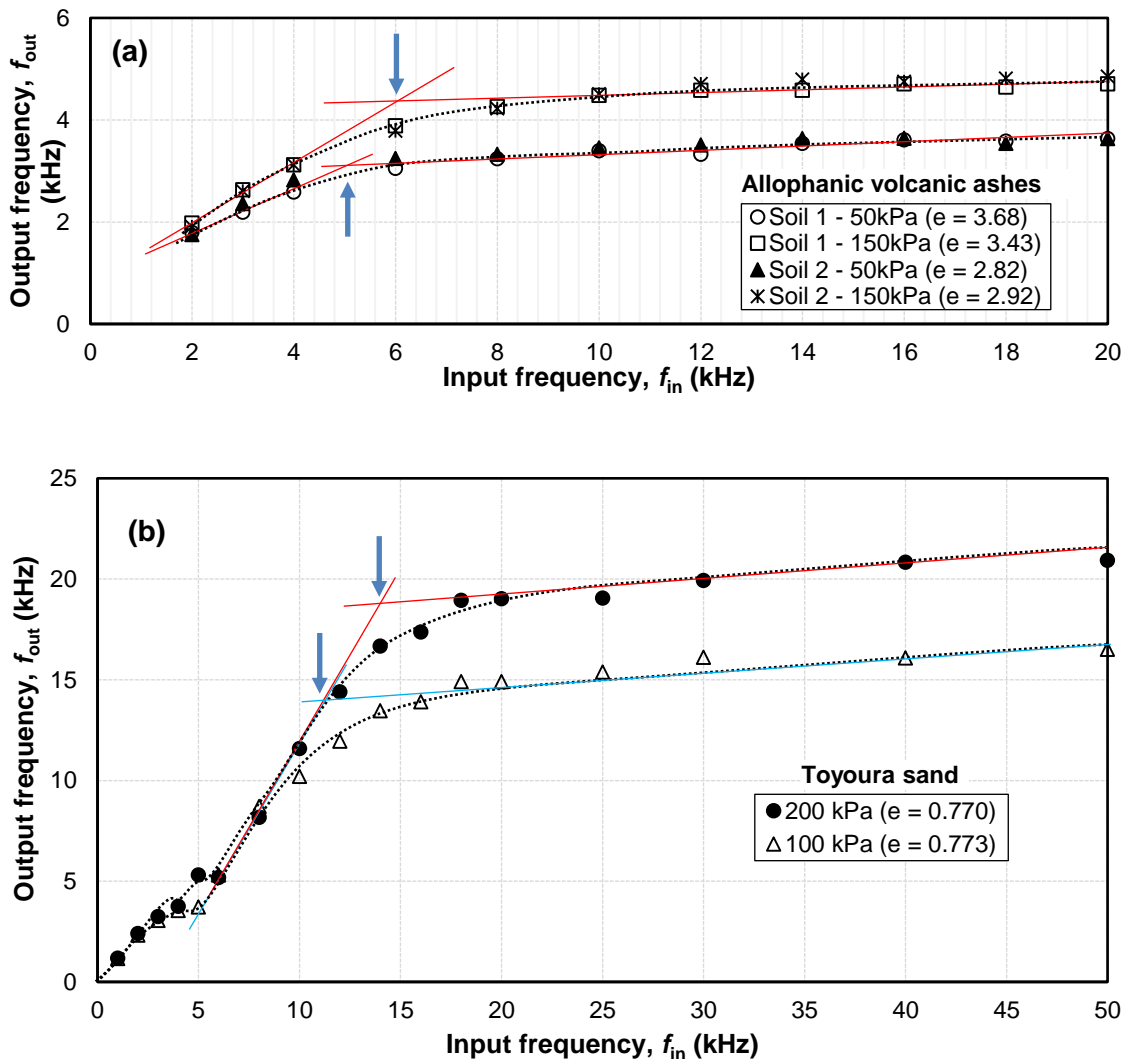 (a)
6
4
2
0
Output frequency, fout
(kHz)
Allophanic volcanic ashes
Soil 1 - 50kPa (e = 3.68)
Soil 1 - 150kPa (e = 3.43)
Soil 2 - 50kPa (e = 2.82)
Soil 2 - 150kPa (e = 2.92)
0 2 4 6 8 10 12 14 16 18 20
Input frequency, fin (kHz)
(b)
25
20
15
10
5
0
Output frequency, fout (kHz)
Toyoura sand
200 kPa (e = 0.770)
100 kPa (e = 0.773)
0 5 10 15 20 25 30 35 40 45 50
Input frequency, fin (kHz)